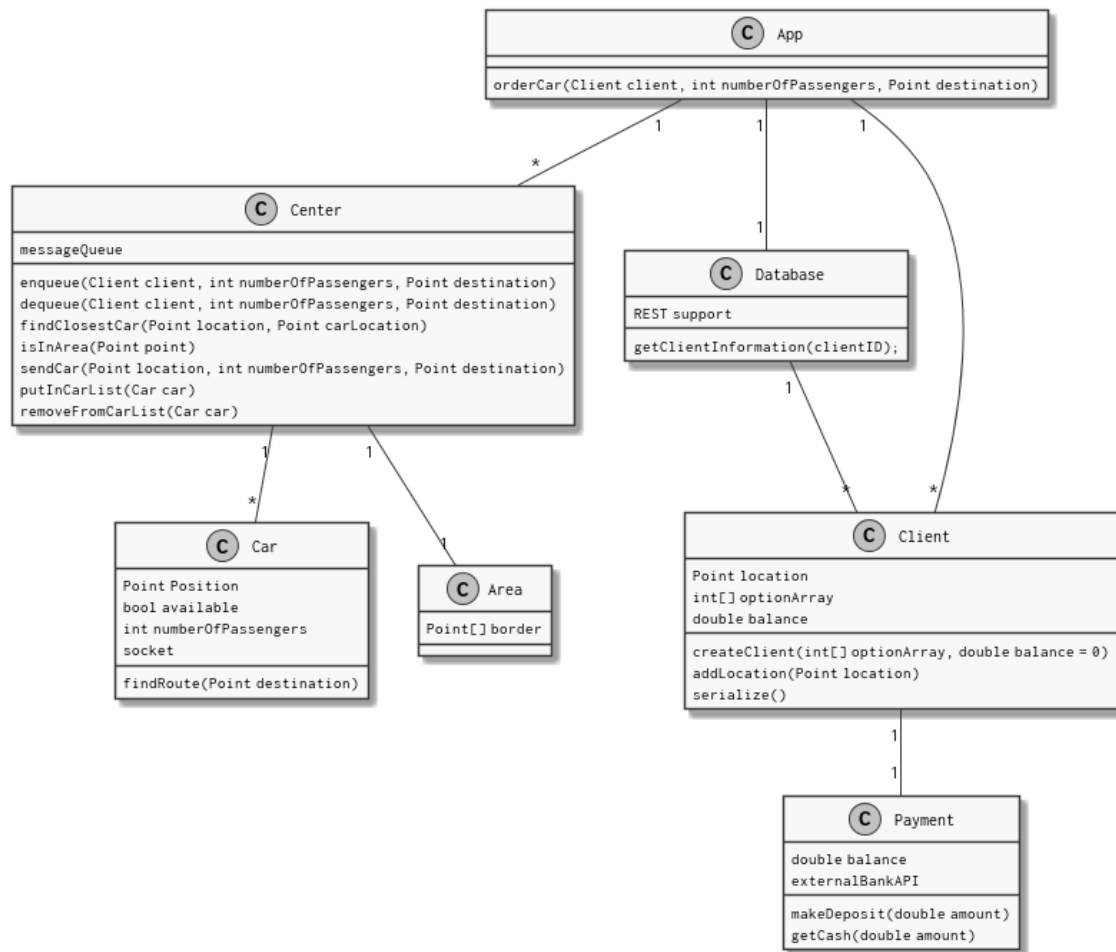 C App
orderCar(Client client, int numberOfPassengers, Point destination)
1
1
1
*
C Center
messageQueue
enqueue(Client client, int numberOfPassengers, Point destination)
dequeue(Client client, int numberOfPassengers, Point destination)
findClosestCar(Point location, Point carLocation)
isInArea(Point point)
sendCar(Point location, int numberOfPassengers, Point destination)
putInCarList(Car car)
removeFromCarList(Car car)
1
C Database
REST support
getClientInformation(clientID);
1
1
1
*
1
*
*
C Car
Point Position
bool available
int numberOfPassengers
socket
findRoute(Point destination)
C Area
Point[] border
C Client
Point location
int[] optionArray
double balance
createClient(int[] optionArray, double balance = 0)
addLocation(Point location)
serialize()
1
1
C Payment
double balance
externalBankAPI
makeDeposit(double amount)
getCash(double amount)